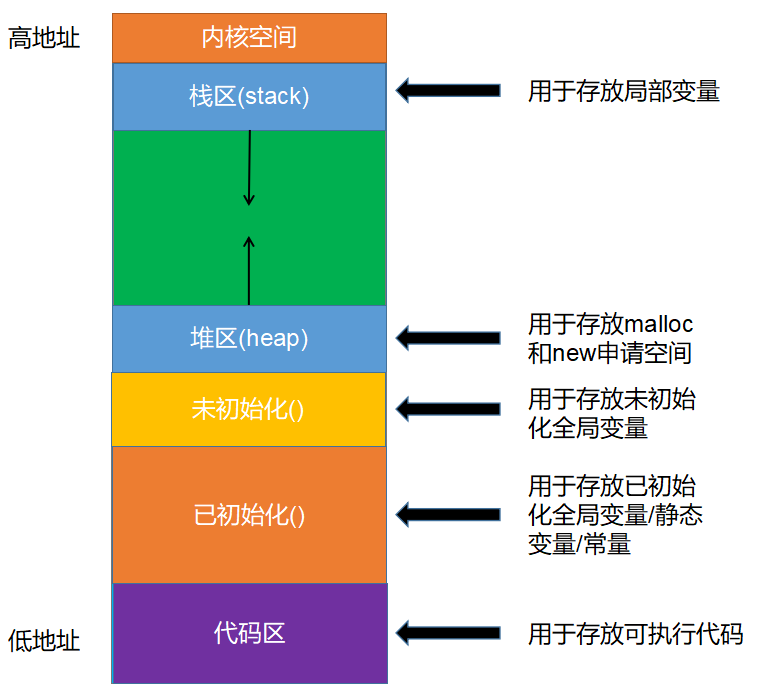 高地址
内核空间
栈区(stack)
用于存放局部变量
堆区(heap)
用于存放malloc
和new申请空间
未初始化()
用于存放未初始
化全局变量
已初始化()
用于存放已初始
化全局变量/静态
变量/常量
低地址
代码区
用于存放可执行代码